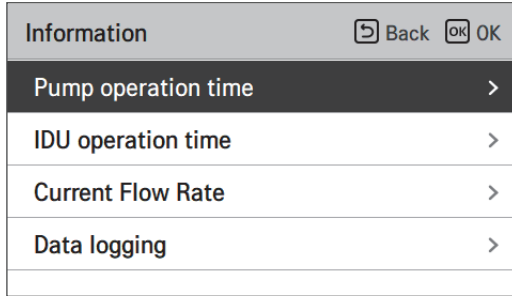 Information Back OK OK
Pump operation time
IDU operation time
Current Flow Rate
Data logging